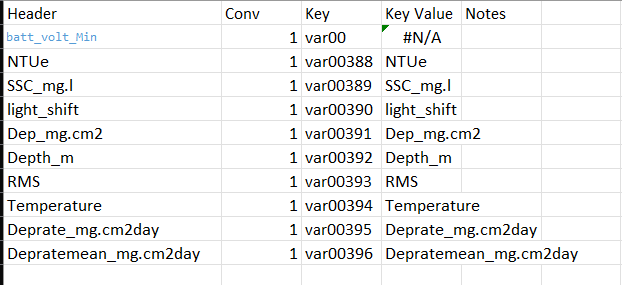 Header Conv Key Key Value Notes
batt_volt_Min 1 var00 #N/A
NTUe 1 var00388 NTUe
SSC_mg.l 1 var00389 SSC_mg.l
light_shift 1 var00390 light_shift
Dep_mg.cm2 1 var00391 Dep_mg.cm2
Depth_m 1 var00392 Depth_m
RMS 1 var00393 RMS
Temperature 1 var00394 Temperature
Deprate_mg.cm2day 1 var00395 Deprate_mg.cm2day
Depratemean_mg.cm2day 1 var00396 Depratemean_mg.cm2day